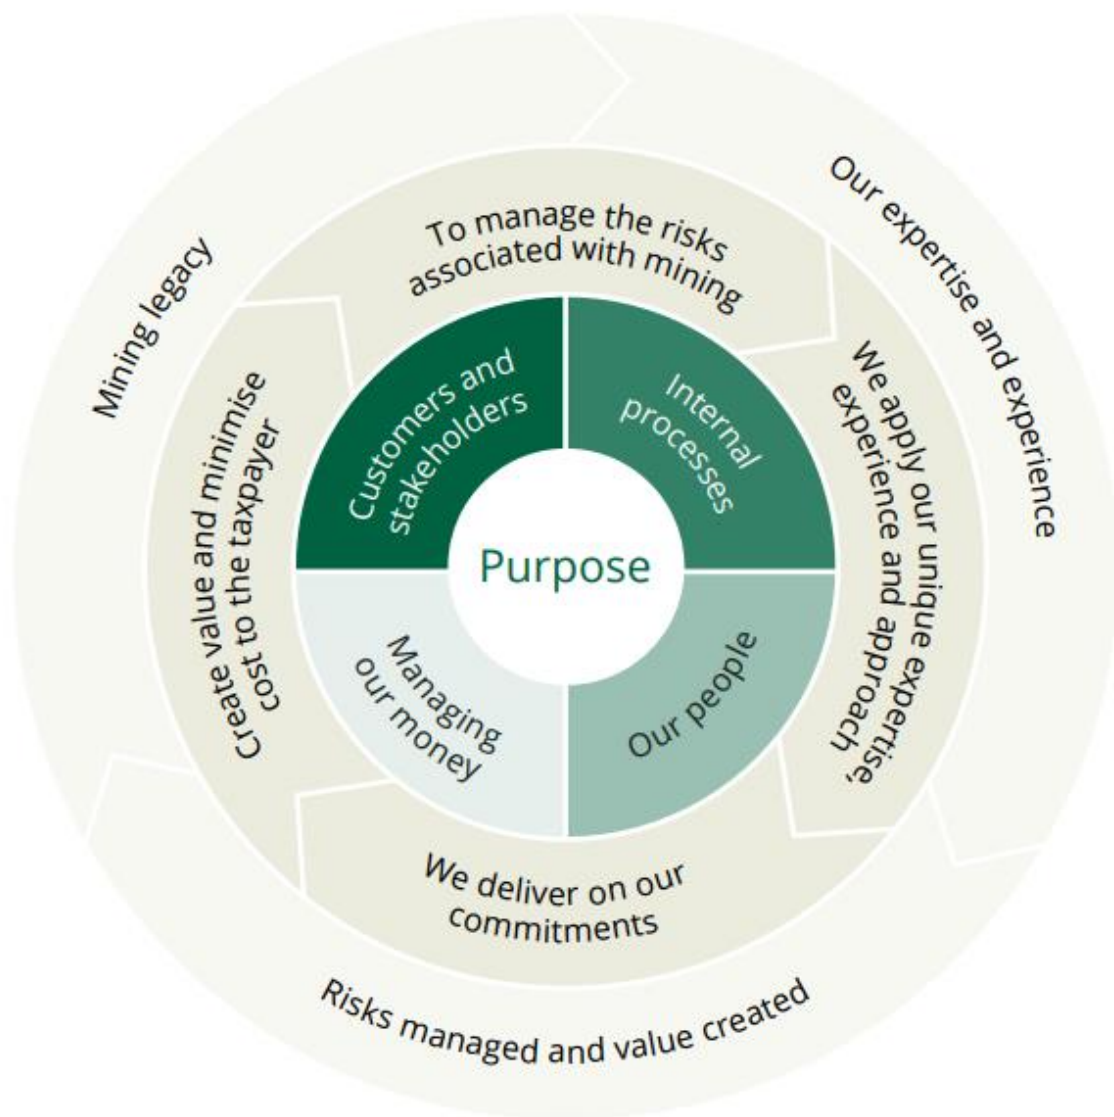 Mining legacy
Our expertise and experience
Risks managed and value created
To manage the risks
associated with mining
We apply our unique expertise,
experience and approach
We deliver on our
commitments
Create value and minimise
cost to the taxpayer
Customers and
stakeholders
Internal
processes
Our people
Managing
our money
Purpose